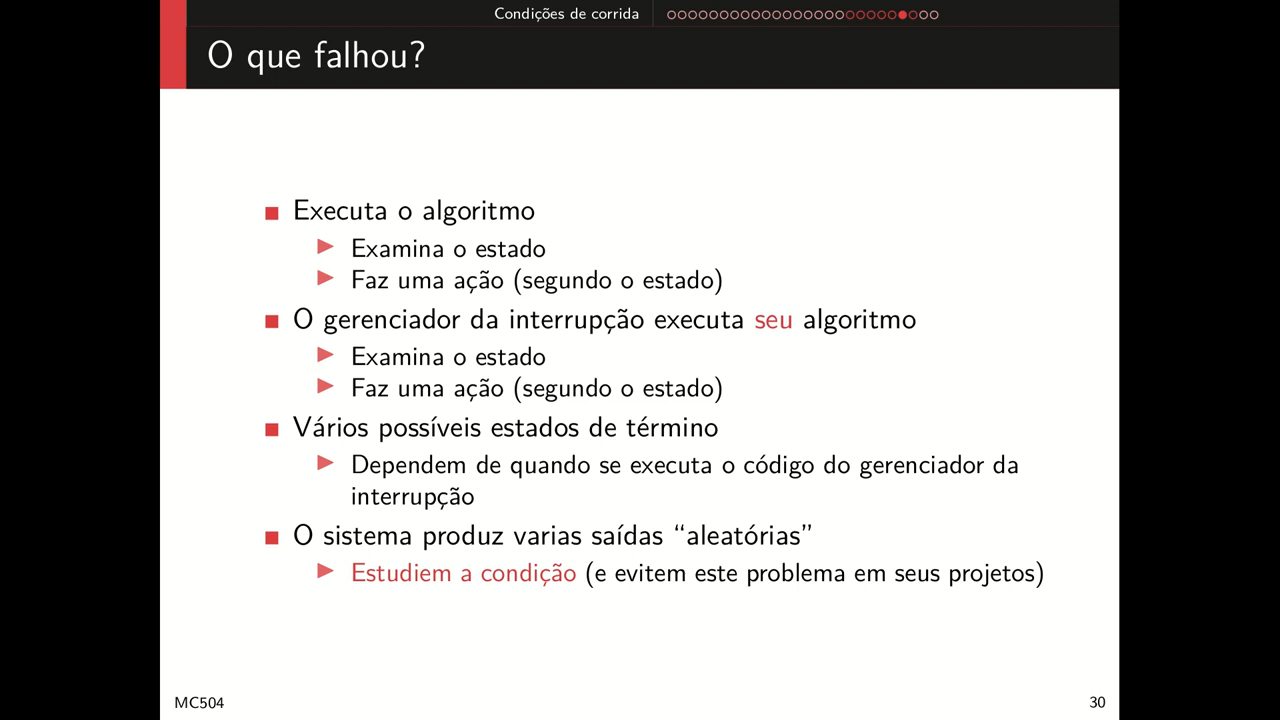 Condições de corrida
O que falhou?
Executa o algoritmo
Examina o estado
Faz uma ação (segundo o estado)
O gerenciador da interrupção executa seu algoritmo
Examina o estado
Faz uma ação (segundo o estado)
Vários possíveis estados de término
Dependem de quando se executa o código do gerenciador da
interrupção
O sistema produz varias saídas “aleatórias”
Estudiem a condição (e evitem este problema em seus projetos)
MC504
30